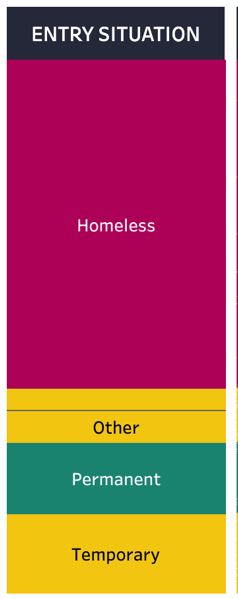 ENTRY SITUATION
Homeless
Other
Permanent
Temporary